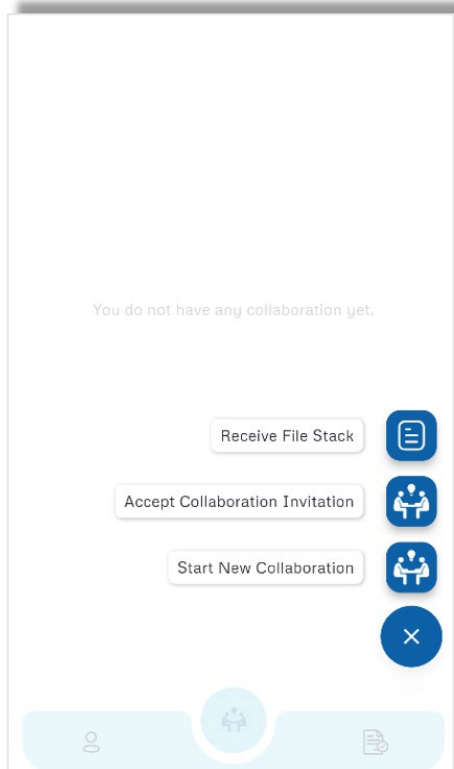 You do not have any collaboration yet.
Receive File Stack
Accept Collaboration Invitation
Start New Collaboration